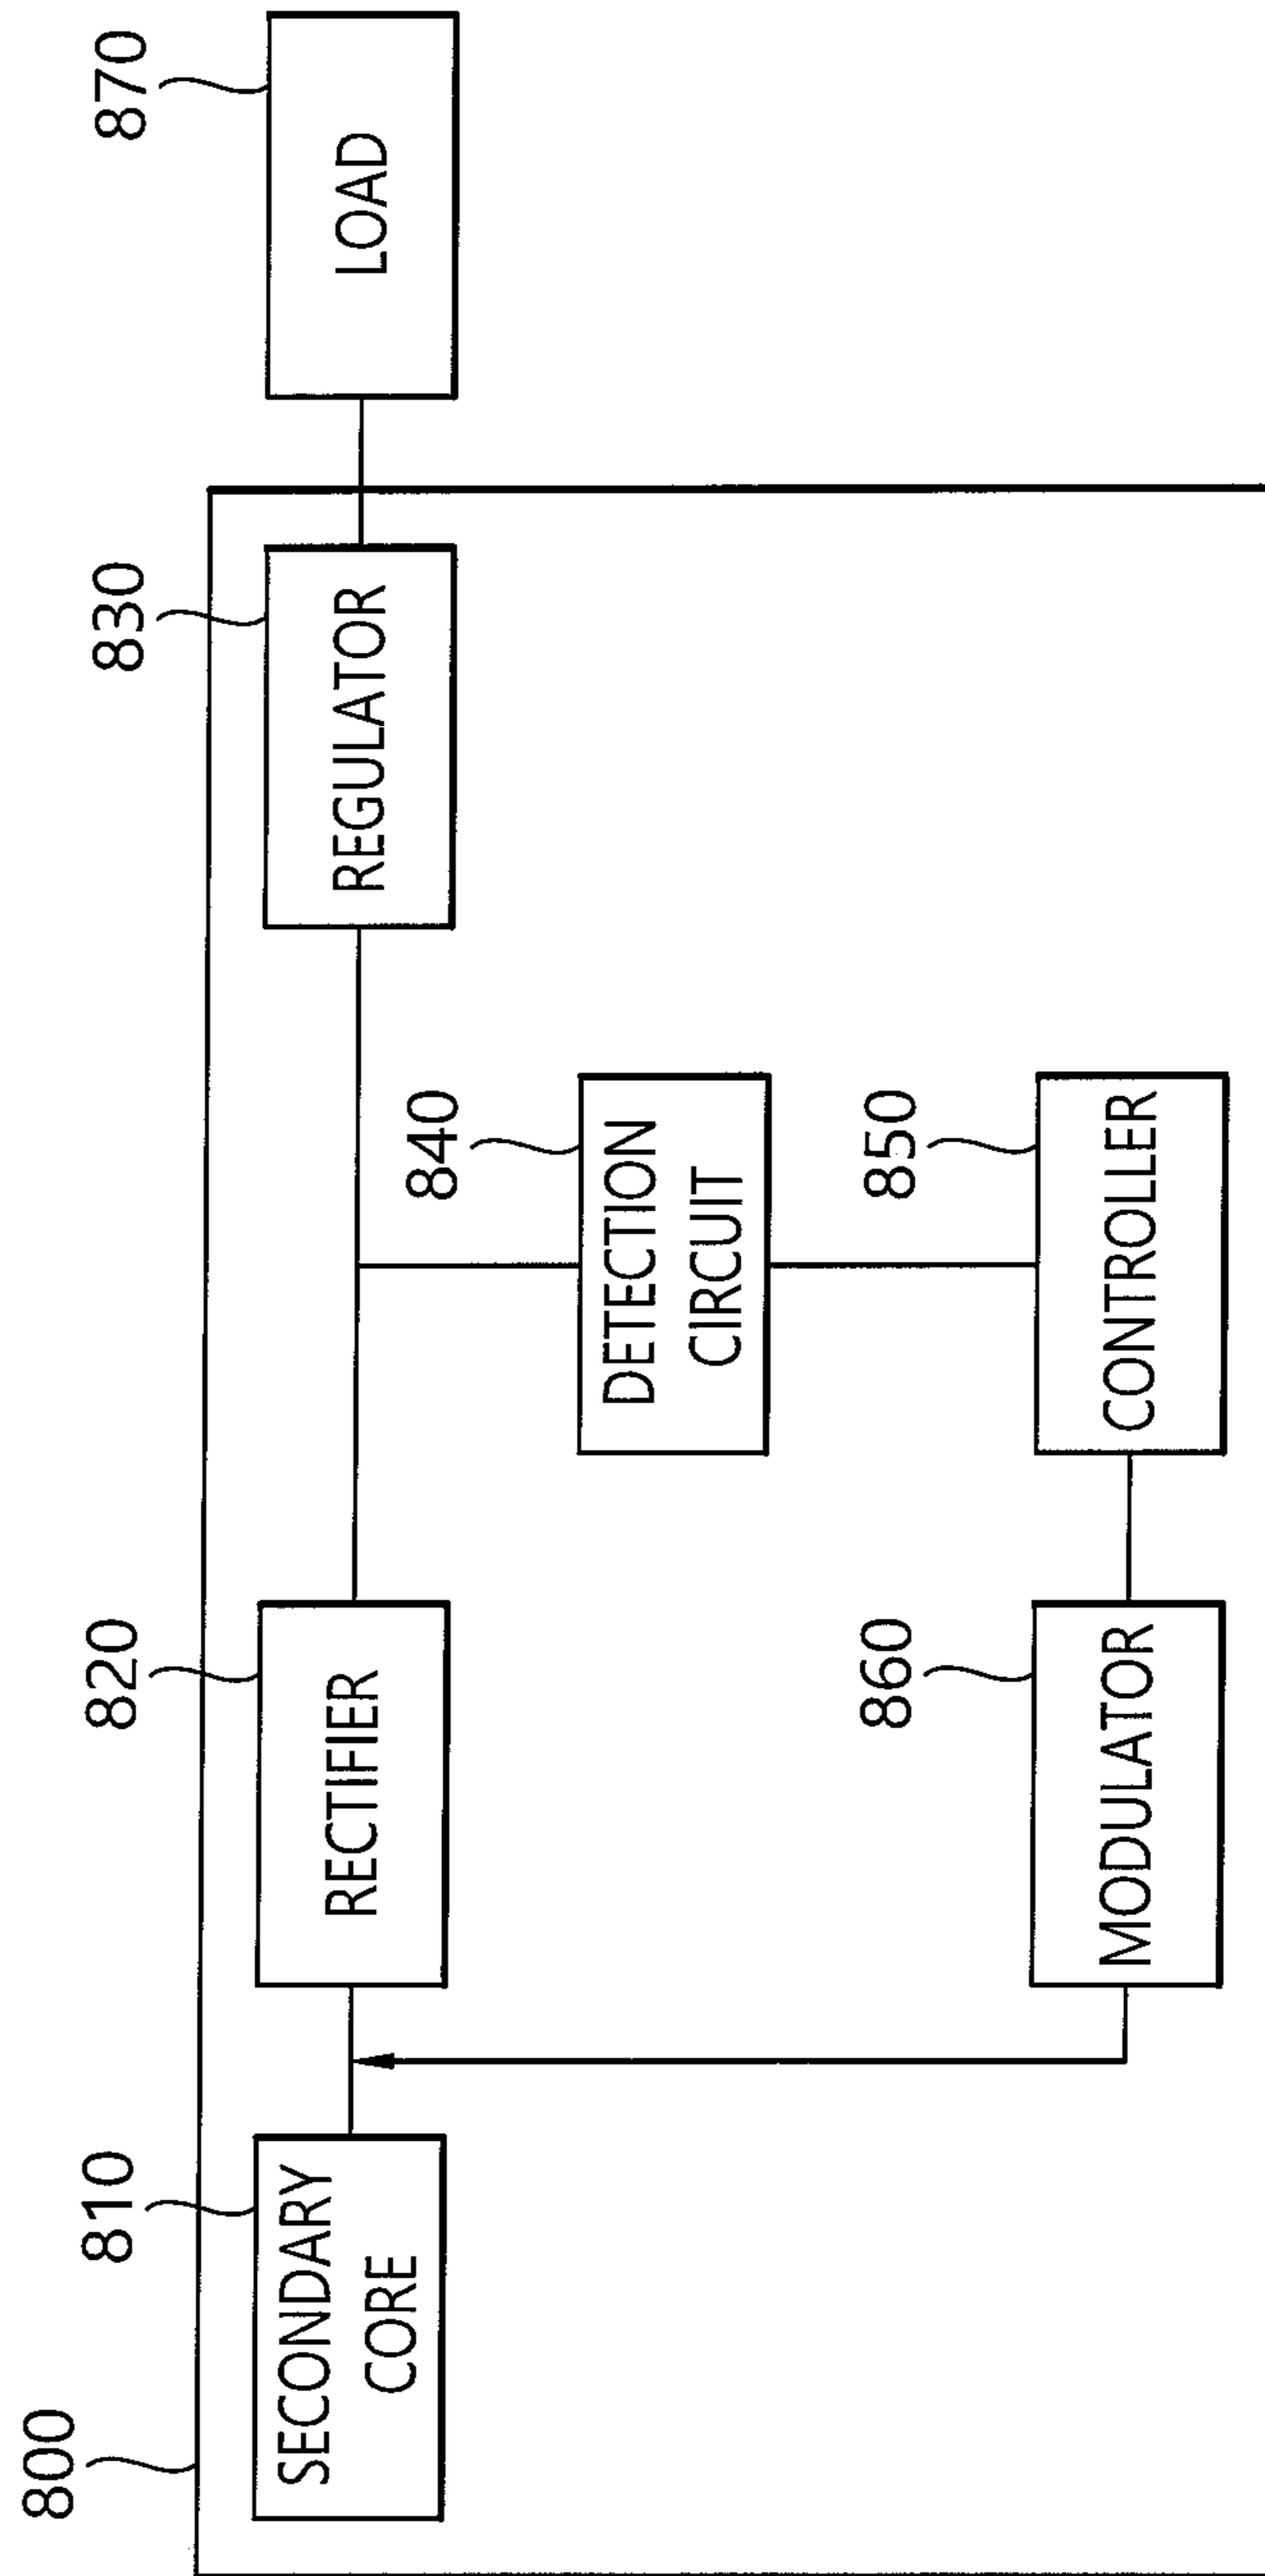 800
810
SECONDARY
CORE
820
RECTIFIER
830
REGULATOR
870
LOAD
840
DETECTION
CIRCUIT
860
MODULATOR
850
CONTROLLER